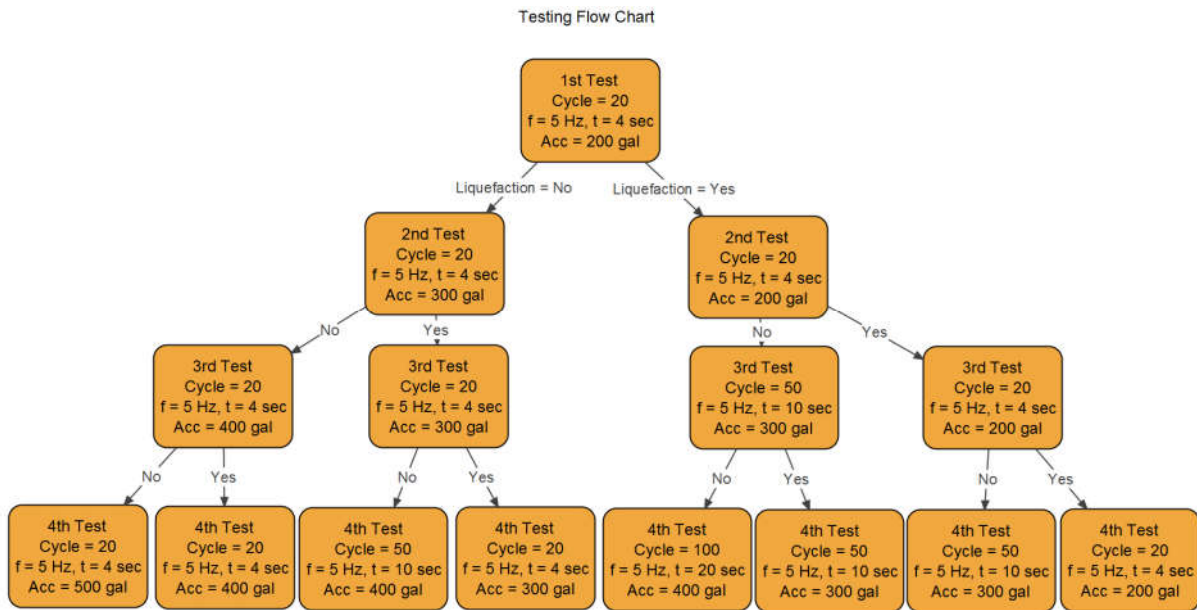 Testing Flow Chart
1st Test
Cycle = 20
f = 5 Hz, t = 4 sec
Acc = 200 gal
Liquefaction = No
Liquefaction = Yes
2nd Test
Cycle = 20
f = 5 Hz, t = 4 sec
Acc = 300 gal
2nd Test
Cycle = 20
f = 5 Hz, t = 4 sec
Acc = 200 gal
No
Yes
No
Yes
3rd Test
Cycle = 20
f = 5 Hz, t = 4 sec
Acc = 400 gal
3rd Test
Cycle = 20
f = 5 Hz, t = 4 sec
Acc = 300 gal
3rd Test
Cycle = 50
f = 5 Hz, t = 10 sec
Acc = 300 gal
3rd Test
Cycle = 20
f = 5 Hz, t = 4 sec
Acc = 200 gal
No
Yes
No
Yes
No
Yes
No
Yes
4th Test
Cycle = 20
f = 5 Hz, t = 4 sec
Acc = 500 gal
4th Test
Cycle = 20
f = 5 Hz, t = 4 sec
Acc = 400 gal
4th Test
Cycle = 50
f = 5 Hz, t = 10 sec
Acc = 400 gal
4th Test
Cycle = 20
f = 5 Hz, t = 4 sec
Acc = 300 gal
4th Test
Cycle = 100
f = 5 Hz, t = 20 sec
Acc = 400 gal
4th Test
Cycle = 50
f = 5 Hz, t = 10 sec
Acc = 300 gal
4th Test
Cycle = 50
f = 5 Hz, t = 10 sec
Acc = 300 gal
4th Test
Cycle = 20
f = 5 Hz, t = 4 sec
Acc = 200 gal